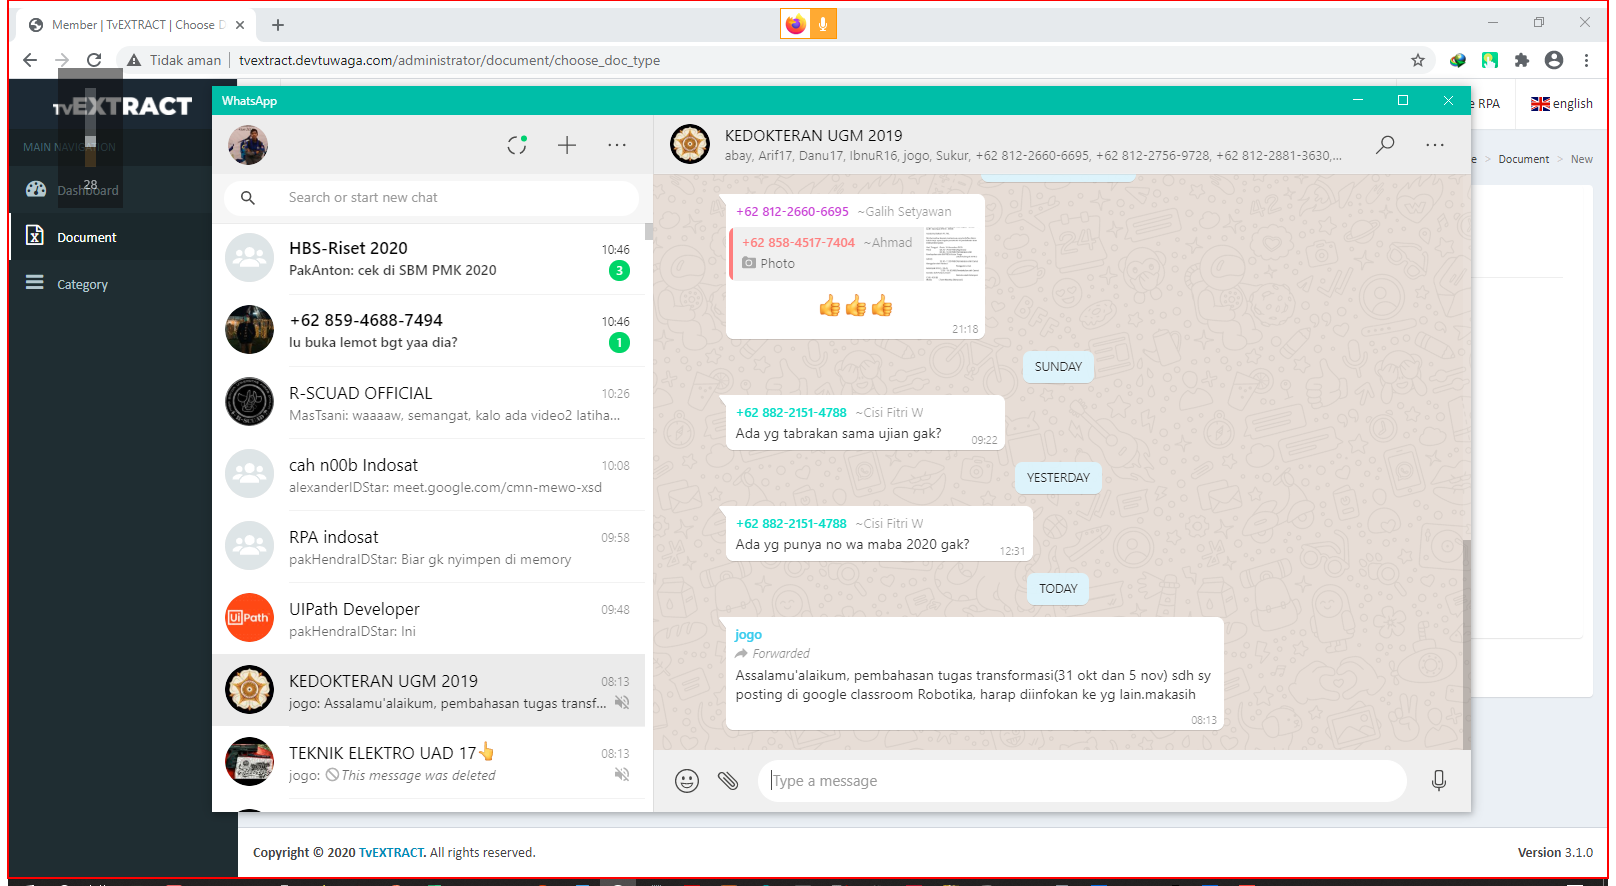 Member | TvEXTRACT | Choose D
Tidak aman
tvextract.devtuwaga.com/administrator/document/choose_doc_type
TvEXTRACT
MAIN NAVIGATION
Dashboard
28
Document
Category
e RPA
english
e > Document > New
WhatsApp
Search or start new chat
HBS-Riset 2020
10:46
PakAnton: cek di SBM PMK 2020
3
+62 859-4688-7494
10:46
lu buka lemot bgt yaa dia?
1
R-SCUAD OFFICIAL
10:26
MasTsani: waaaaw, semangat, kalo ada video2 latiha...
cah n00b Indosat
10:08
alexanderIDStar: meet.google.com/cmn-mewo-xsd
RPA indosat
09:58
pakHendraIDStar: Biar gk nyimpen di memory
UiPath
UIPath Developer
09:48
pakHendraIDStar: Ini
KEDOKTERAN UGM 2019
08:13
jogo: Assalamu'alaikum, pembahasan tugas transf...
TEKNIK ELEKTRO UAD 17👆
08:13
jogo: 🚫This message was deleted
KEDOKTERAN UGM 2019
abay, Arif17, Danu17, IbnuR16, jogo, Sukur, +62 812-2660-6695, +62 812-2756-9728, +62 812-2881-3630,...
+62 812-2660-6695 ~Galih Setyawan
+62 858-4517-7404 ~Ahmad
Photo
👍👍👍
21:18
SUNDAY
+62 882-2151-4788 ~Cisi Fitri W
Ada yg tabrakan sama ujian gak?
09:22
YESTERDAY
+62 882-2151-4788 ~Cisi Fitri W
Ada yg punya no wa maba 2020 gak?
12:31
TODAY
jogo
Forwarded
Assalamu'alaikum, pembahasan tugas transformasi(31 okt dan 5 nov) sdh sy
posting di google classroom Robotika, harap diinfokan ke yg lain.makasih
08:13
Type a message
Copyright © 2020 TvEXTRACT. All rights reserved.
Version 3.1.0